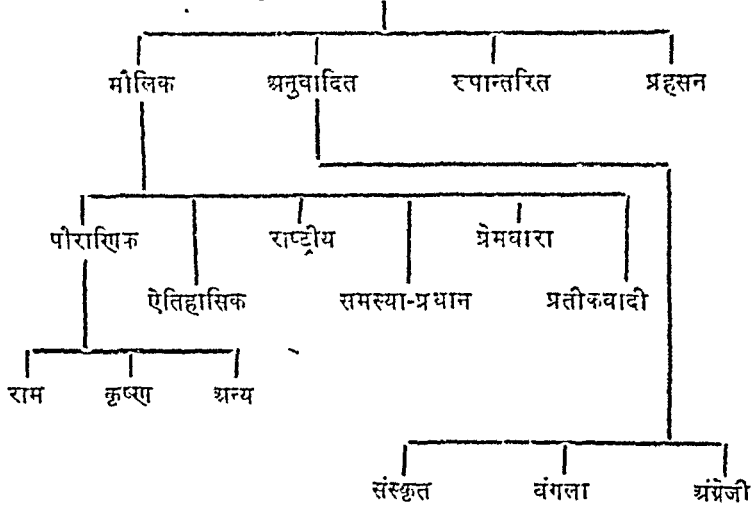 मौलिक अनुवादित रूपान्तरित प्रहसन
पौराणिक राष्ट्रीय प्रेमधारा
ऐतिहासिक समस्या-प्रधान प्रतीकवादी
राम कृष्ण अन्य
संस्कृत बंगला अंग्रेजी